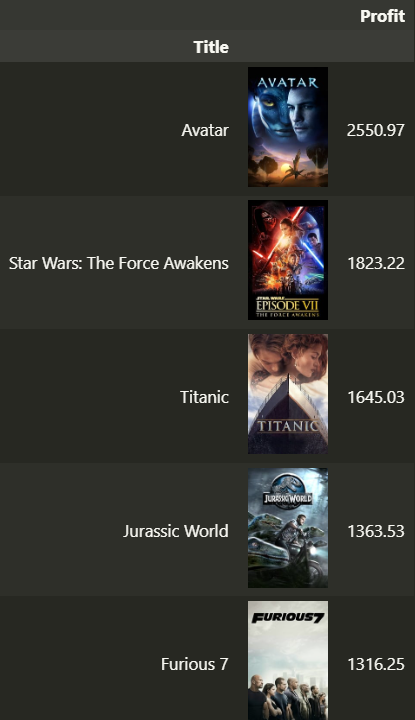 Profit
Title
Avatar
AVATAR
2550.97
Star Wars: The Force Awakens
STAR WARS
EPISODE VII
THE FORCE AWAKENS
1823.22
Titanic
TITANIC
1645.03
Jurassic World
JURASSIC WORLD
1363.53
Furious 7
FURIOUS 7
1316.25